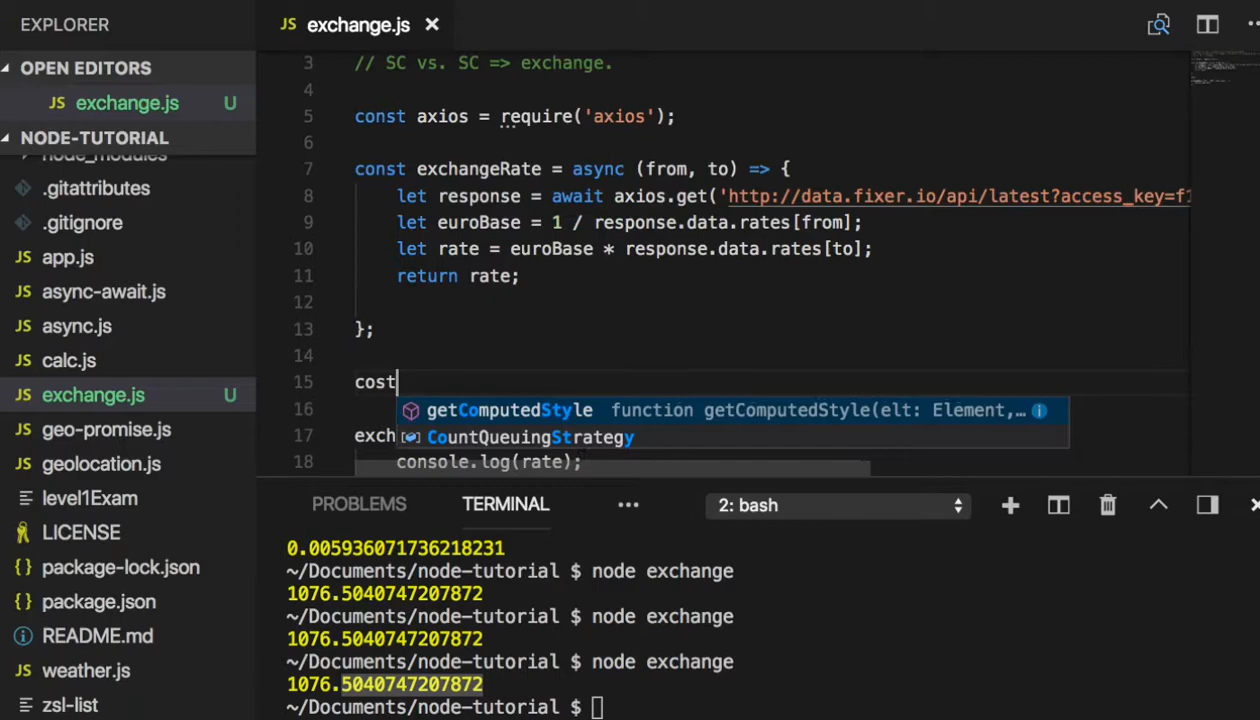 EXPLORER
OPEN EDITORS
JS exchange.js U
NODE-TUTORIAL
node_modules
.gitattributes
.gitignore
JS app.js
JS async-await.js
JS async.js
JS calc.js
JS exchange.js U
JS geo-promise.js
JS geolocation.js
level1Exam
LICENSE
{} package-lock.json
{} package.json
README.md
JS weather.js
zsl-list
JS exchange.js
3 // SC vs. SC => exchange.
4
5 const axios = require('axios');
6
7 const exchangeRate = async (from, to) => {
8 let response = await axios.get('http://data.fixer.io/api/latest?access_key=f1
9 let euroBase = 1 / response.data.rates[from];
10 let rate = euroBase * response.data.rates[to];
11 return rate;
12
13 };
14
15 cost
16 getComputedStyle function getComputedStyle(elt: Element,…
17 exch CountQueuingStrategy
18 console.log(rate);
PROBLEMS TERMINAL ... 2: bash
0.005936071736218231
~/Documents/node-tutorial $ node exchange
1076.5040747207872
~/Documents/node-tutorial $ node exchange
1076.5040747207872
~/Documents/node-tutorial $ node exchange
1076.5040747207872
~/Documents/node-tutorial $